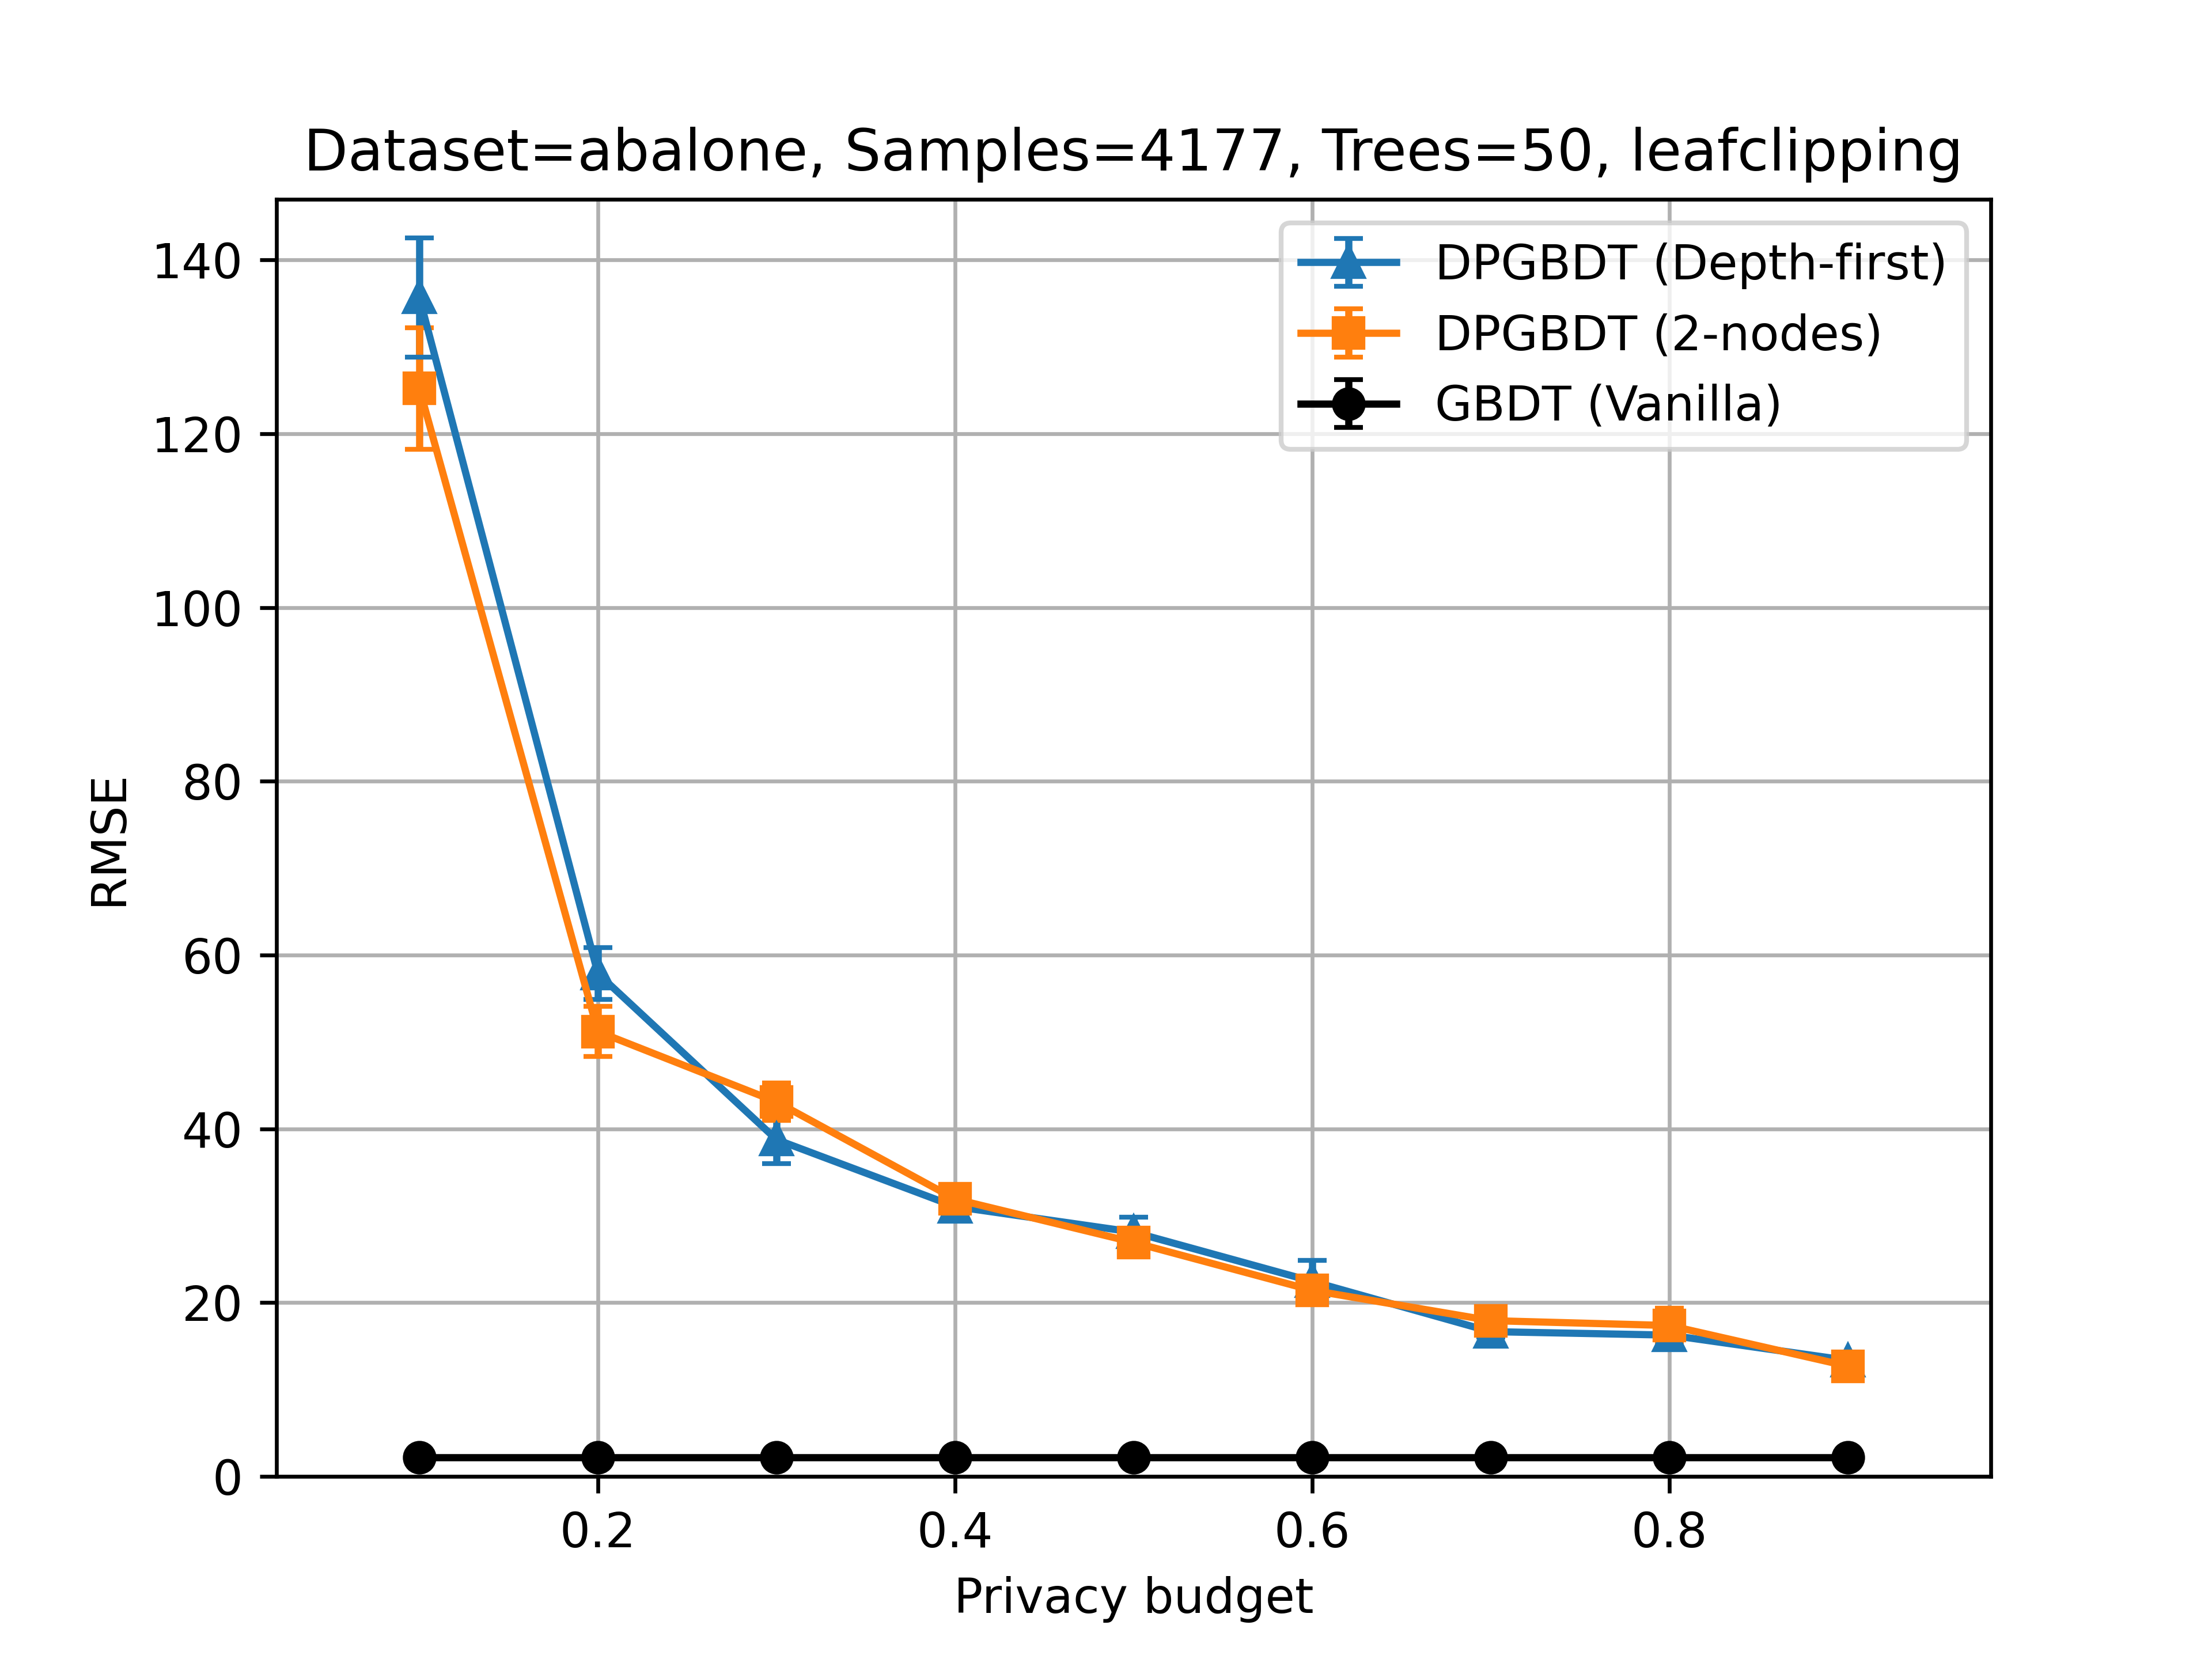 Dataset=abalone, Samples=4177, Trees=50, leafclipping
DPGBDT (Depth-first)
DPGBDT (2-nodes)
GBDT (Vanilla)
RMSE
140
120
100
80
60
40
20
0
0.2 0.4 0.6 0.8
Privacy budget